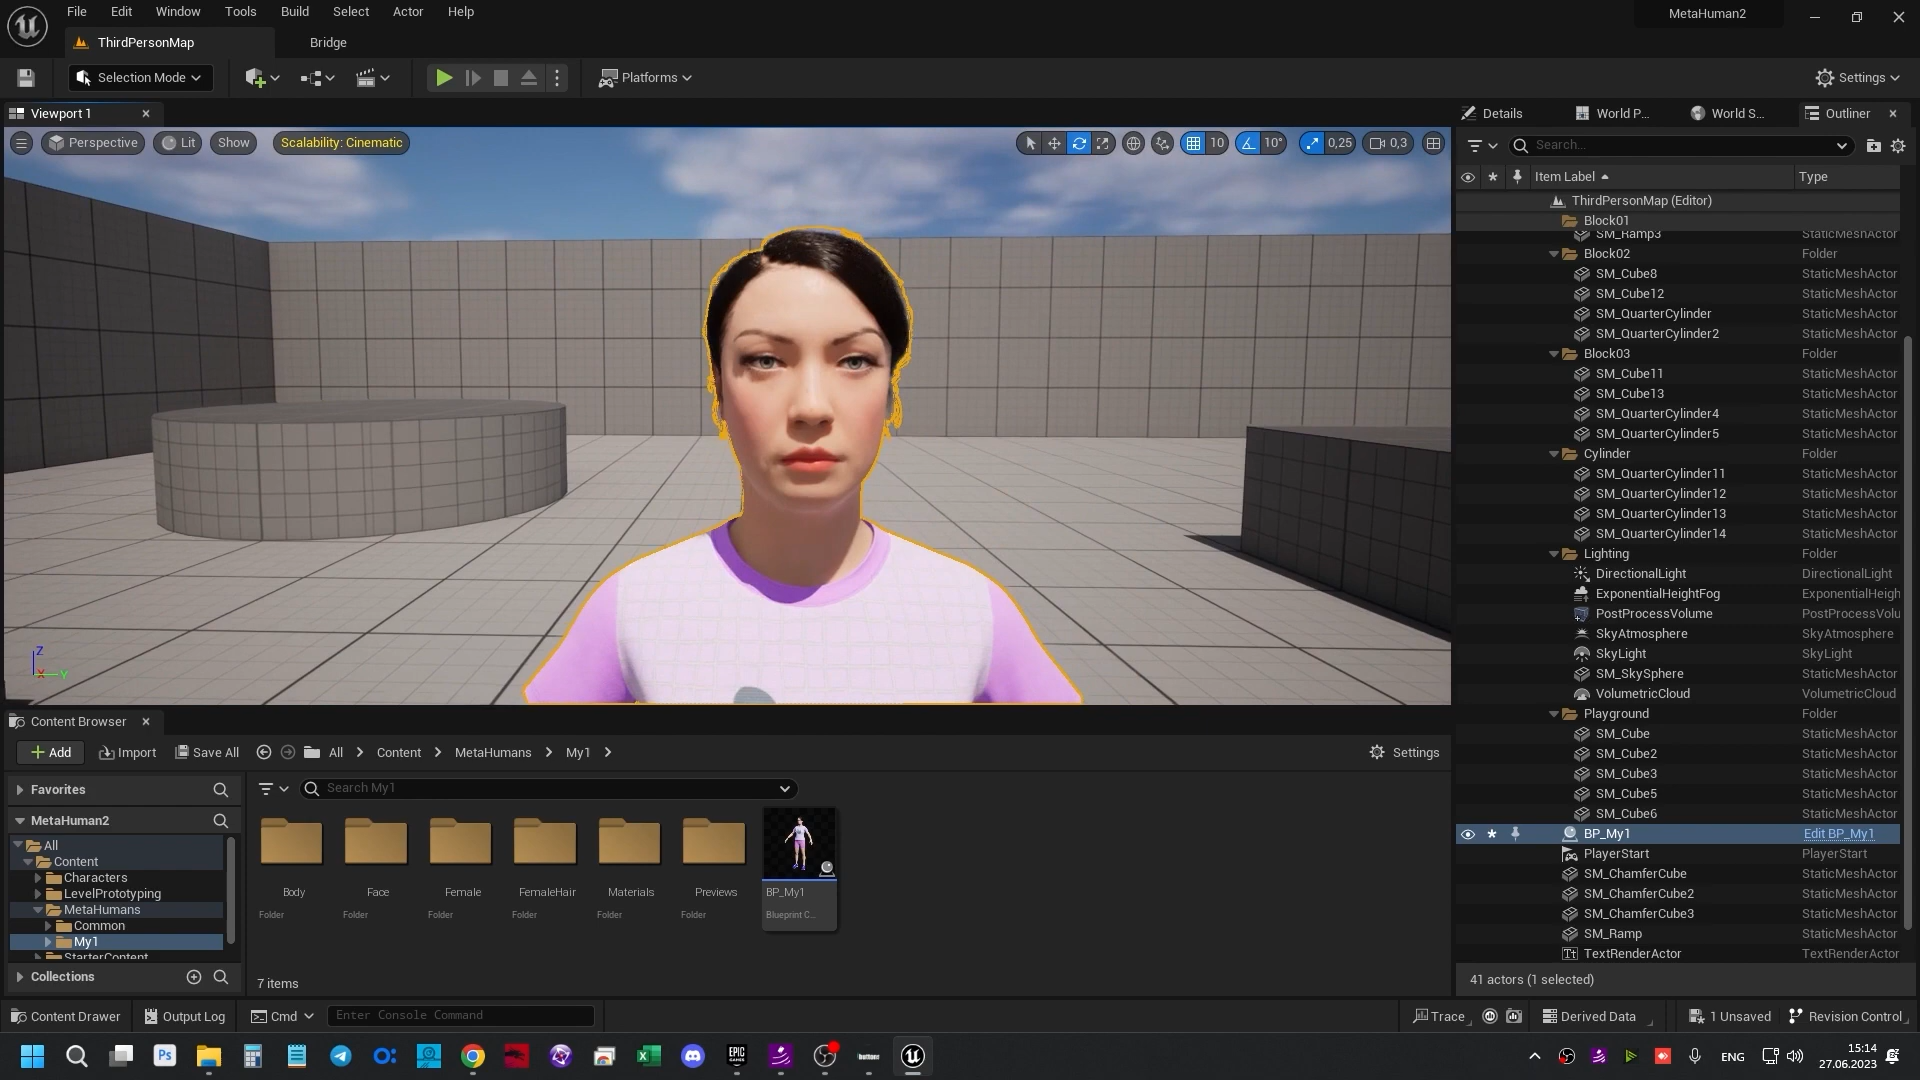 File Edit Window Tools Build Select Actor Help
MetaHuman2
ThirdPersonMap
Bridge
Selection Mode
Platforms
Settings
Viewport 1
Details
World P...
World S...
Outliner
Perspective
Lit
Show
Scalability: Cinematic
10
10°
0,25
0,3
Search...
Item Label
Type
ThirdPersonMap (Editor)
Block01
SM_Ramp3 StaticMeshActor
Block02 Folder
SM_Cube8 StaticMeshActor
SM_Cube12 StaticMeshActor
SM_QuarterCylinder StaticMeshActor
SM_QuarterCylinder2 StaticMeshActor
Block03 Folder
SM_Cube11 StaticMeshActor
SM_Cube13 StaticMeshActor
SM_QuarterCylinder4 StaticMeshActor
SM_QuarterCylinder5 StaticMeshActor
Cylinder Folder
SM_QuarterCylinder11 StaticMeshActor
SM_QuarterCylinder12 StaticMeshActor
SM_QuarterCylinder13 StaticMeshActor
SM_QuarterCylinder14 StaticMeshActor
Lighting Folder
DirectionalLight DirectionalLight
ExponentialHeightFog ExponentialHeigh
PostProcessVolume PostProcessVolu
SkyAtmosphere SkyAtmosphere
SkyLight SkyLight
SM_SkySphere StaticMeshActor
VolumetricCloud VolumetricCloud
Playground Folder
SM_Cube StaticMeshActor
SM_Cube2 StaticMeshActor
SM_Cube3 StaticMeshActor
SM_Cube5 StaticMeshActor
SM_Cube6 StaticMeshActor
BP_My1 Edit BP_My1
PlayerStart PlayerStart
SM_ChamferCube StaticMeshActor
SM_ChamferCube2 StaticMeshActor
SM_ChamferCube3 StaticMeshActor
SM_Ramp StaticMeshActor
TextRenderActor TextRenderActor
41 actors (1 selected)
Z
X
Y
Content Browser
Add
Import
Save All
All
Content
MetaHumans
My1
Settings
Favorites
MetaHuman2
All
Content
Characters
LevelPrototyping
MetaHumans
Common
My1
StarterContent
Collections
Search My1
Body
Folder
Face
Folder
Female
Folder
FemaleHair
Folder
Materials
Folder
Previews
Folder
BP_My1
Blueprint C...
7 items
Content Drawer
Output Log
Cmd
Enter Console Command
Trace
Derived Data
1 Unsaved
Revision Control
Ps
EPIC
GAMES
ENG
15:14
27.06.2023